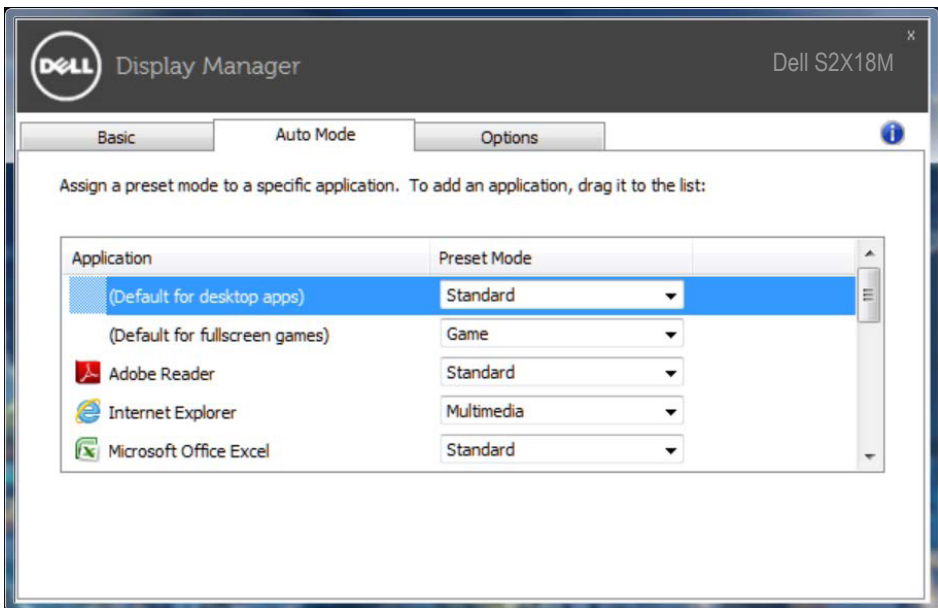 x
DELL Display Manager Dell S2X18M
Basic Auto Mode Options i
Assign a preset mode to a specific application. To add an application, drag it to the list:
Application Preset Mode
(Default for desktop apps) Standard
(Default for fullscreen games) Game
Adobe Reader Standard
Internet Explorer Multimedia
Microsoft Office Excel Standard